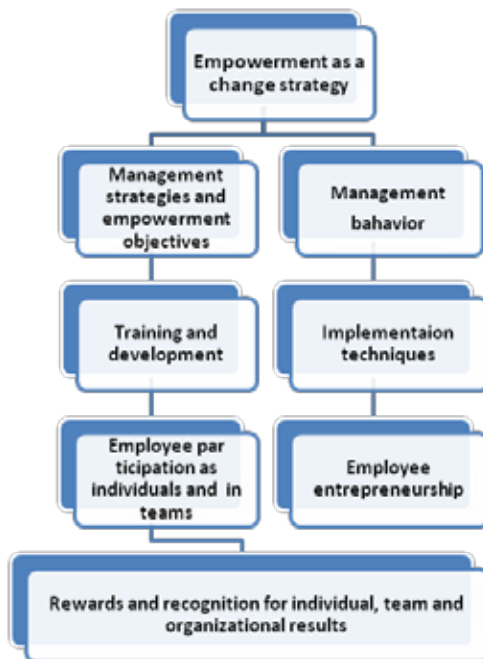 Empowerment as a
change strategy
Management
strategies and
empowerment
objectives
Management
bahavior
Training and
development
Implementaion
techniques
Employee par
ticipation as
individuals and in
teams
Employee
entrepreneurship
Rewards and recognition for individual, team and
organizational results